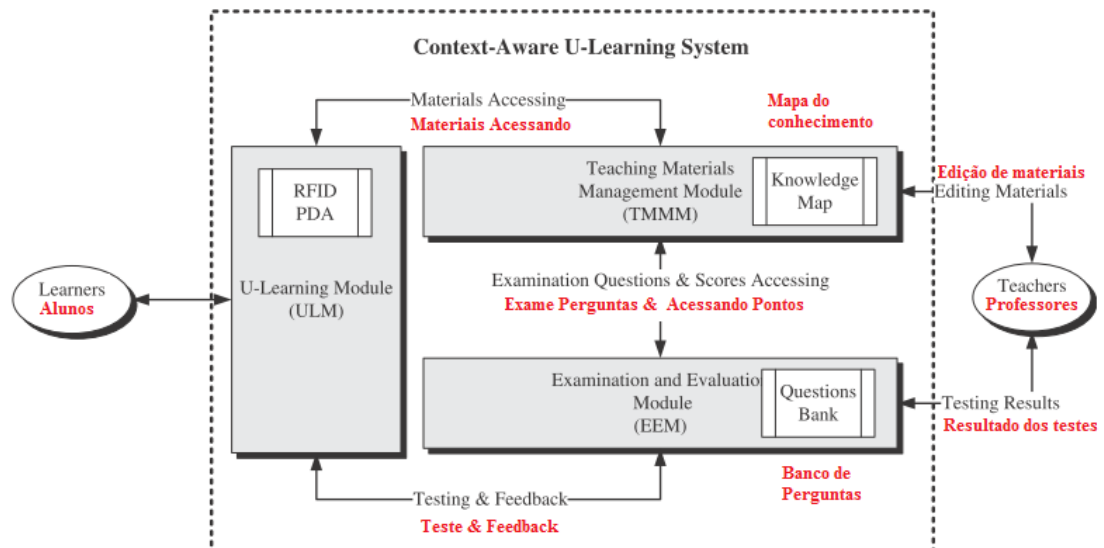 Context-Aware U-Learning System
Materials Accessing
Materiais Acessando
Mapa do
conhecimento
RFID
PDA
U-Learning Module
(ULM)
Teaching Materials
Management Module
(TMMM)
Knowledge
Map
Edição de materiais
Editing Materials
Learners
Alunos
Examination Questions & Scores Accessing
Exame Perguntas & Acessando Pontos
Teachers
Professores
Examination and Evaluatio
Module
(EEM)
Questions
Bank
Testing Results
Resultado dos testes
Banco de
Perguntas
Testing & Feedback
Teste & Feedback